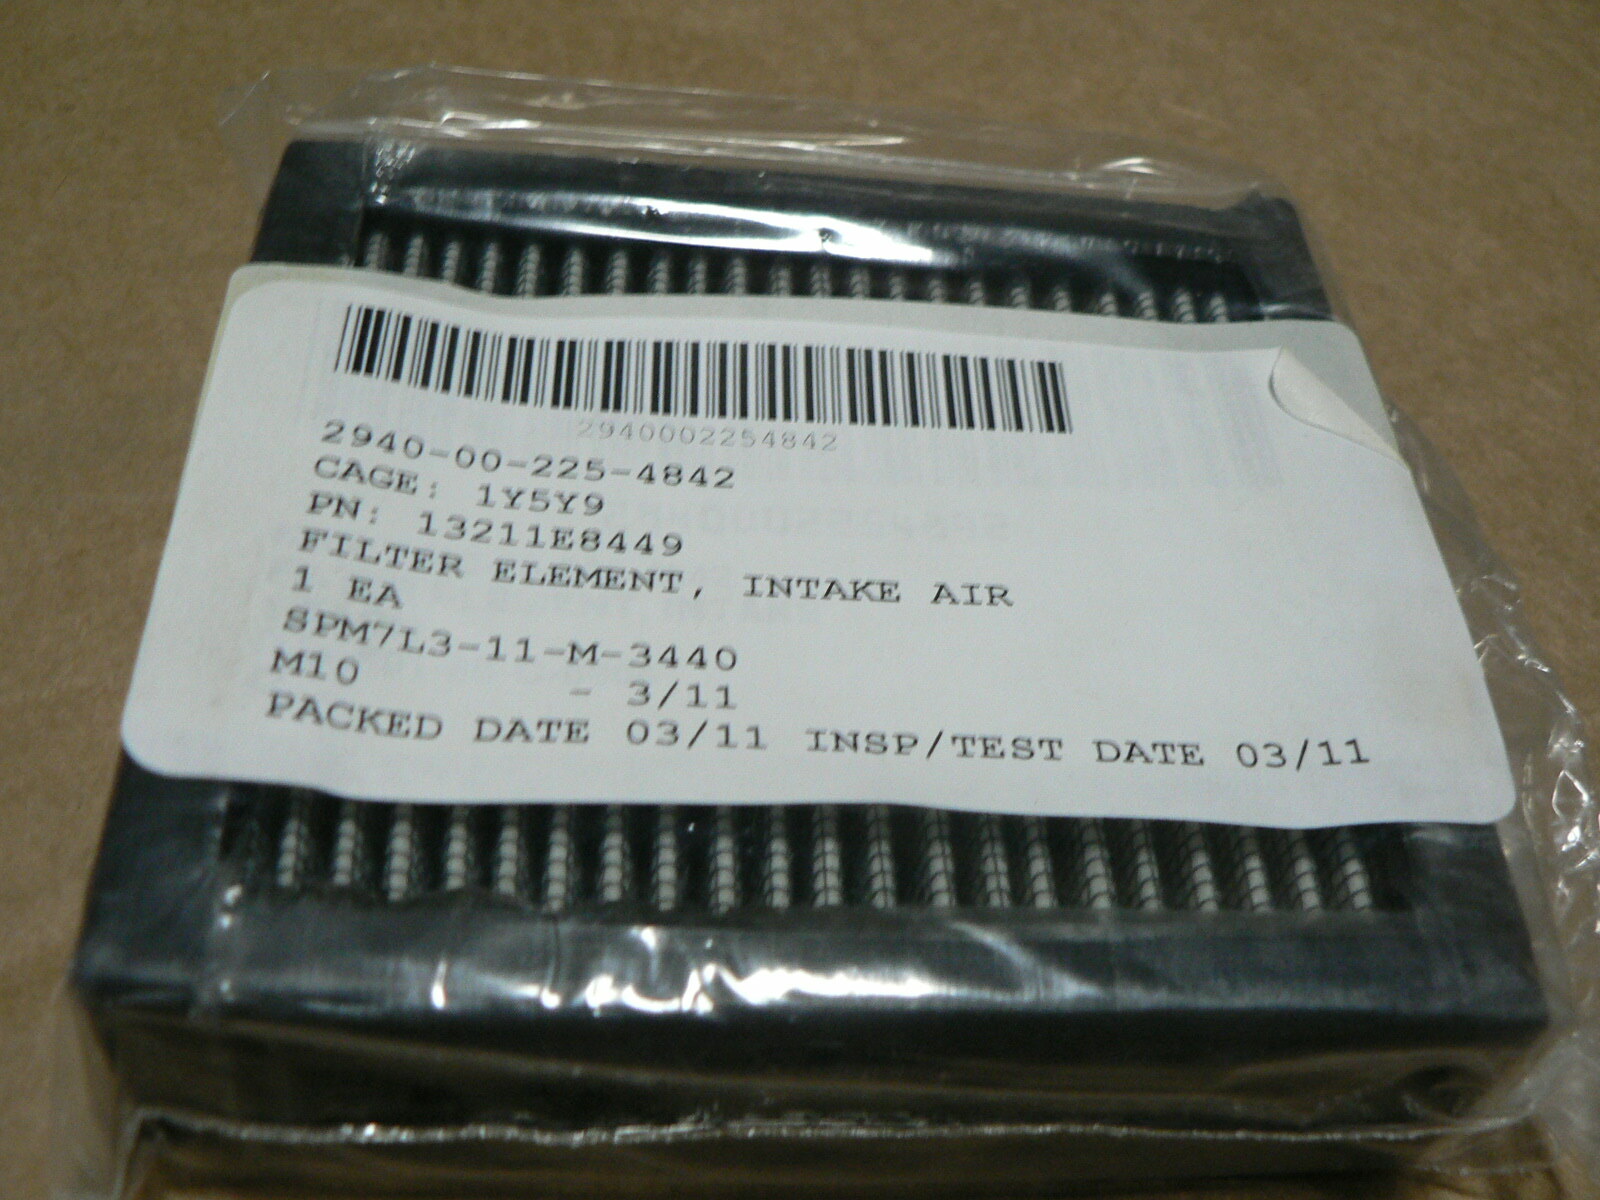 2940002254842
2940-00-225-4842
CAGE: 1Y5Y9
PN: 13211E8449
FILTER ELEMENT, INTAKE AIR
1 EA
SPM7L3-11-M-3440
M10 - 3/11
PACKED DATE 03/11 INSP/TEST DATE 03/11